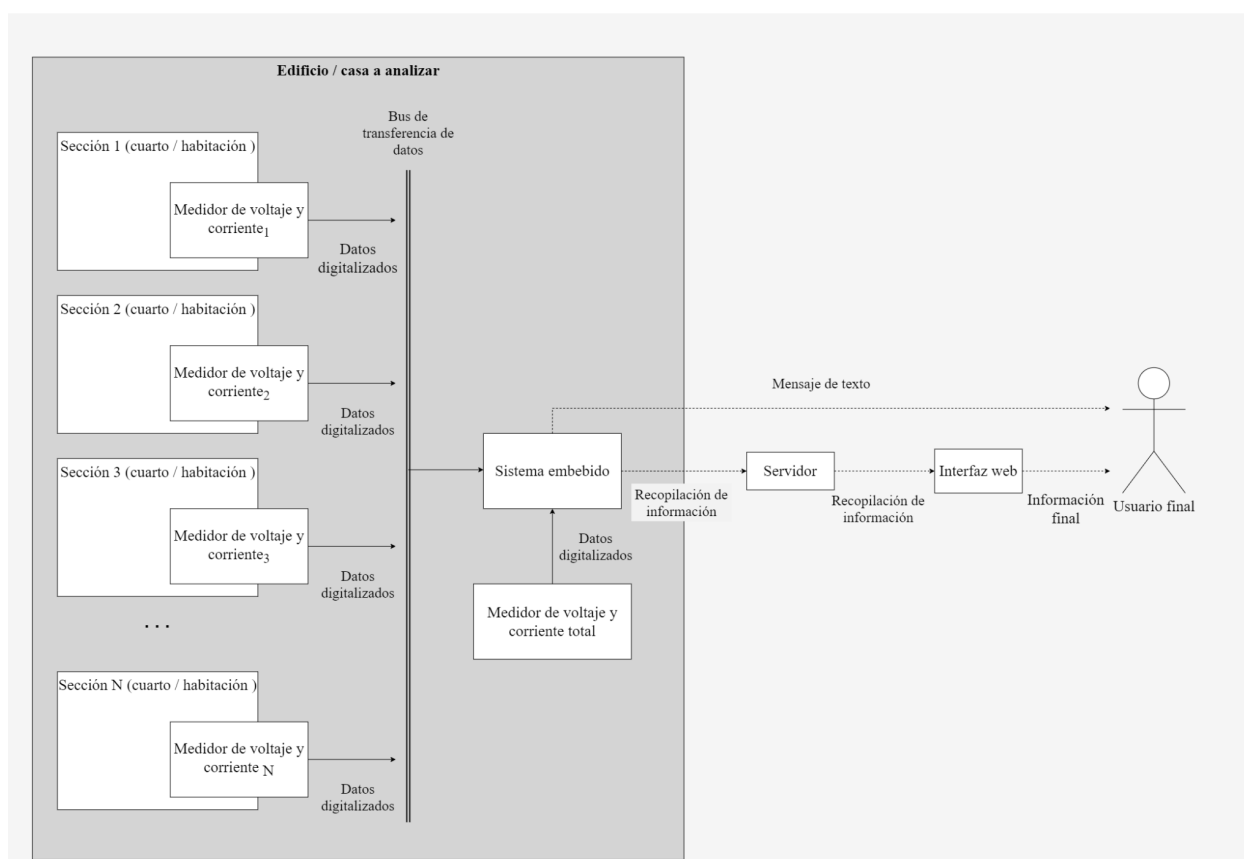 Edificio / casa a analizar
Bus de
transferencia de
datos
Sección 1 (cuarto / habitación )
Medidor de voltaje y
corriente1
Datos
digitalizados
Sección 2 (cuarto / habitación )
Medidor de voltaje y
corriente2
Datos
digitalizados
Sección 3 (cuarto / habitación )
Medidor de voltaje y
corriente3
Datos
digitalizados
. . .
Sección N (cuarto / habitación )
Medidor de voltaje y
corriente N
Datos
digitalizados
Sistema embebido
Datos
digitalizados
Medidor de voltaje y
corriente total
Mensaje de texto
Recopilación de
información
Servidor
Recopilación de
información
Interfaz web
Información
final
Usuario final